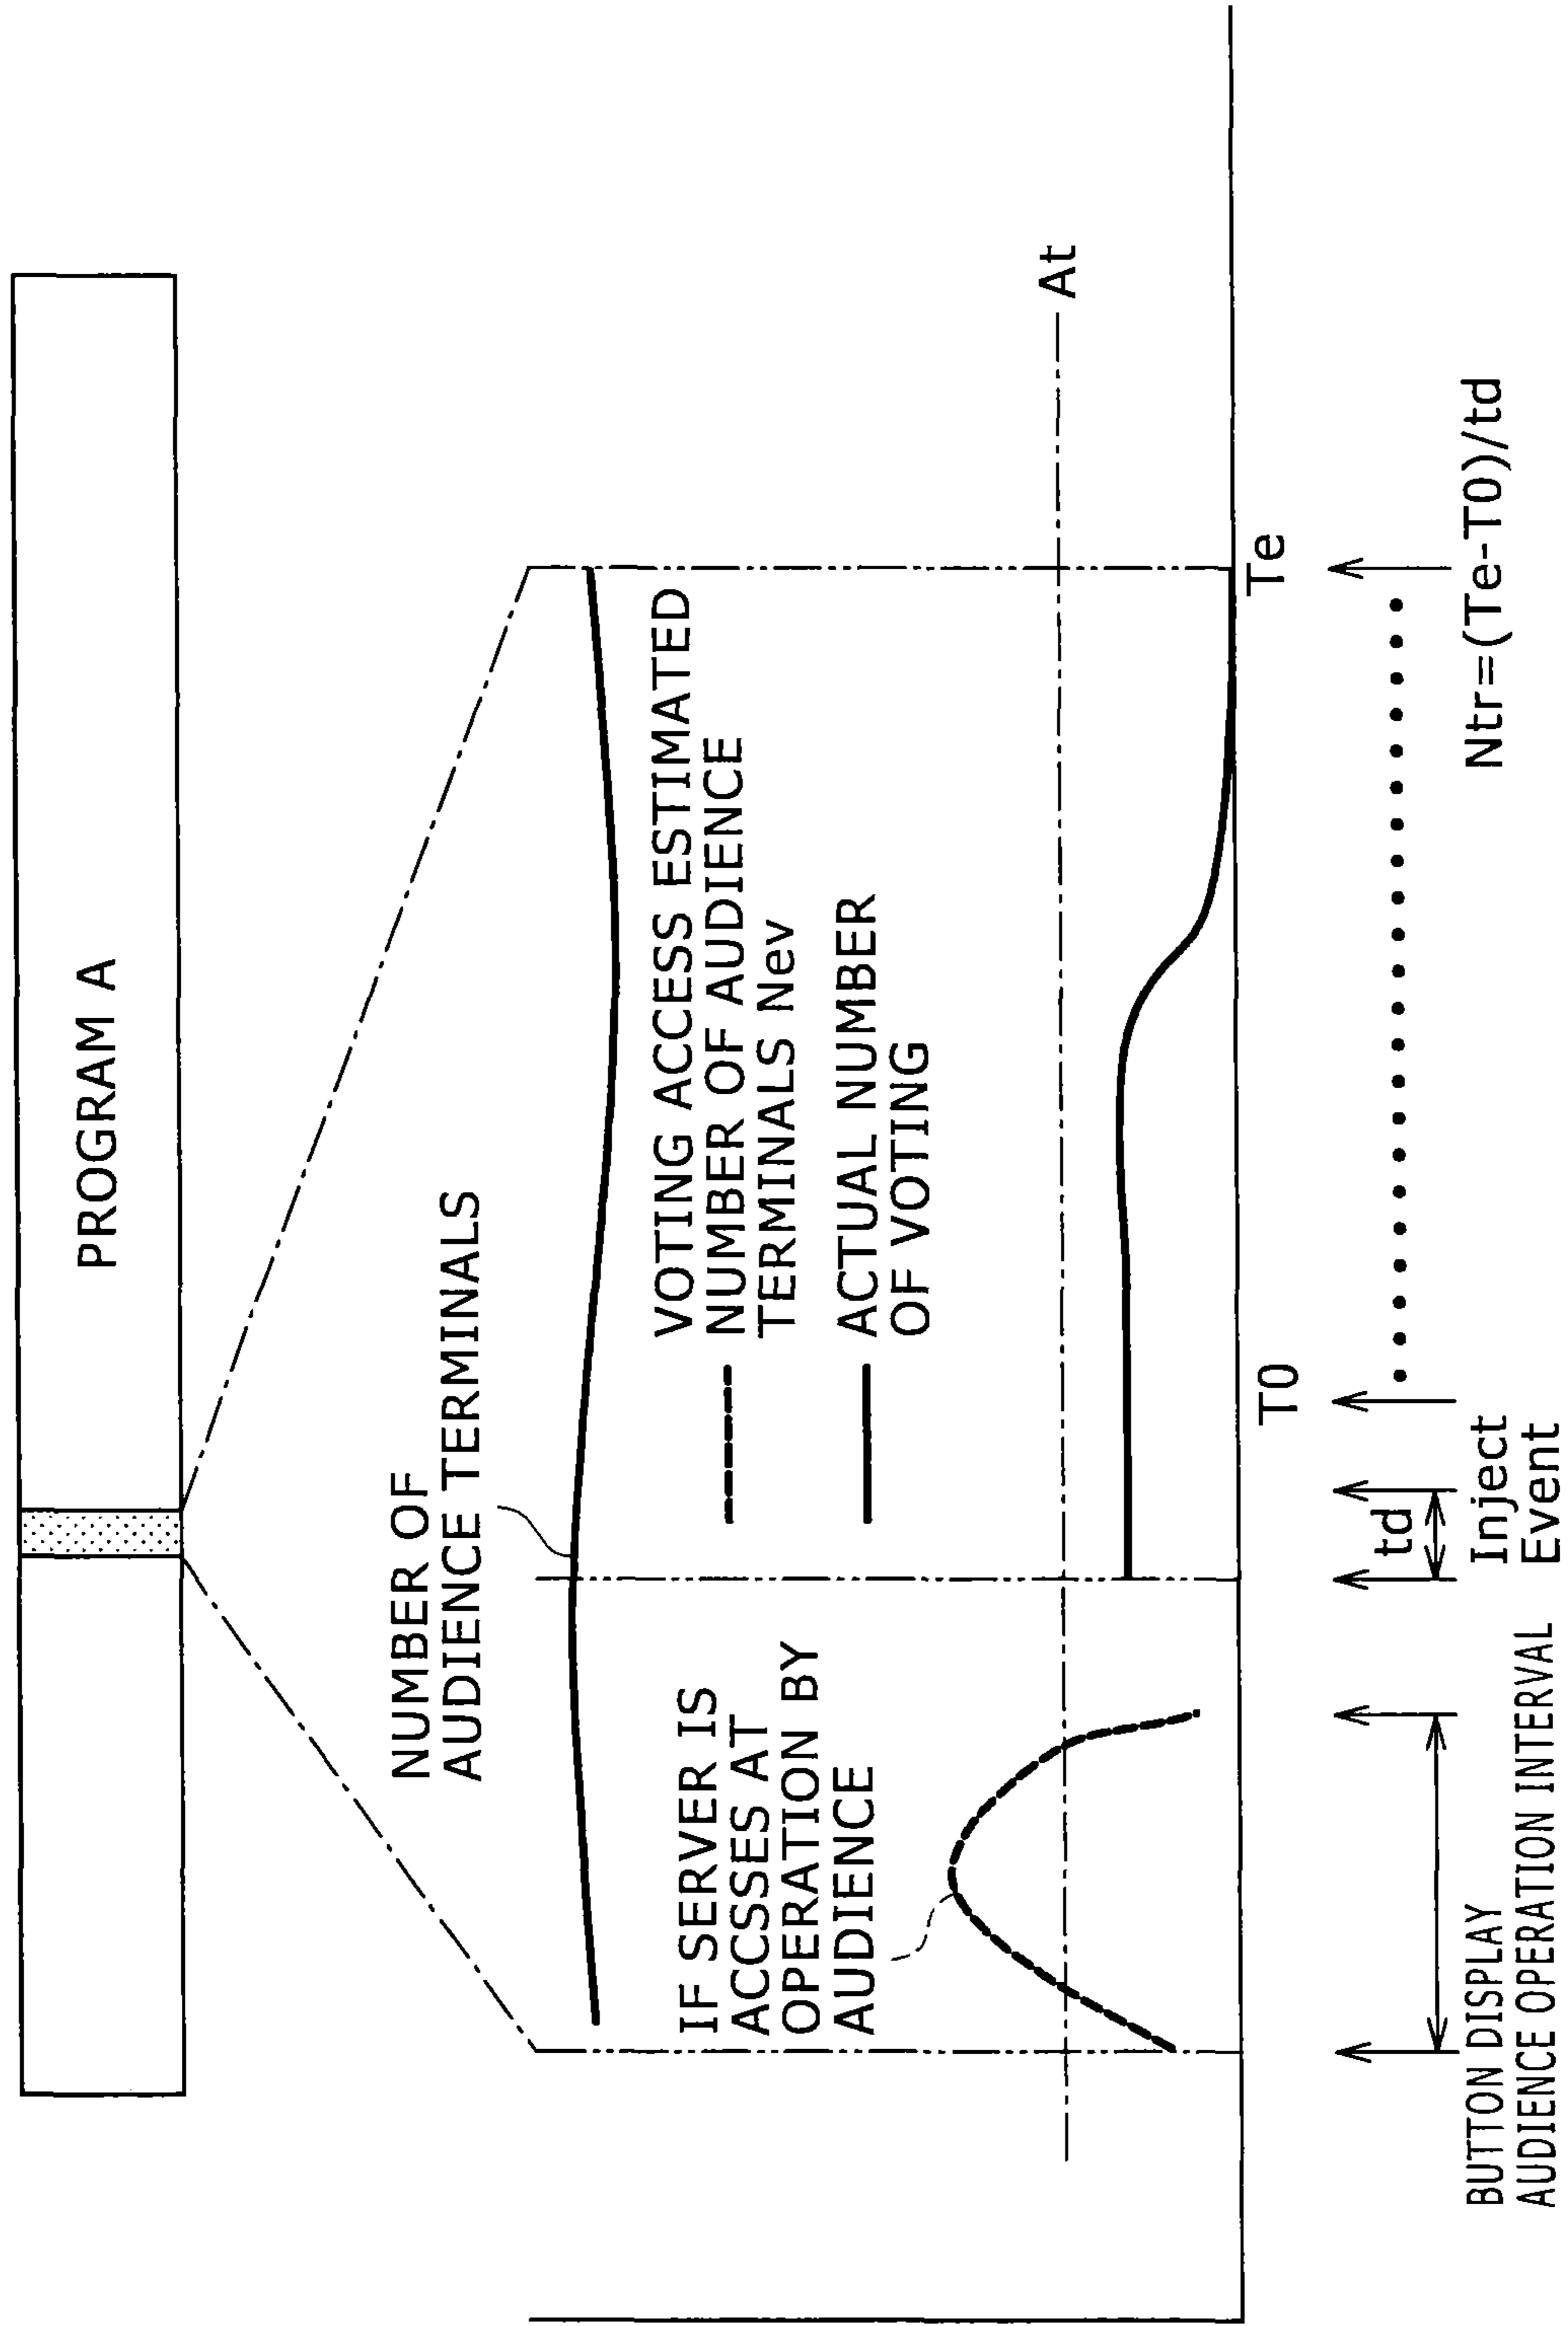 PROGRAM A
NUMBER OF
AUDIENCE TERMINALS
IF SERVER IS
ACCSSES AT
OPERATION BY
AUDIENCE
VOTING ACCESS ESTIMATED
NUMBER OF AUDIENCE
TERMINALS Nev
ACTUAL NUMBER
OF VOTING
At
T0
Te
td
Inject
Event
Ntr=(Te-T0)/td
BUTTON DISPLAY
AUDIENCE OPERATION INTERVAL